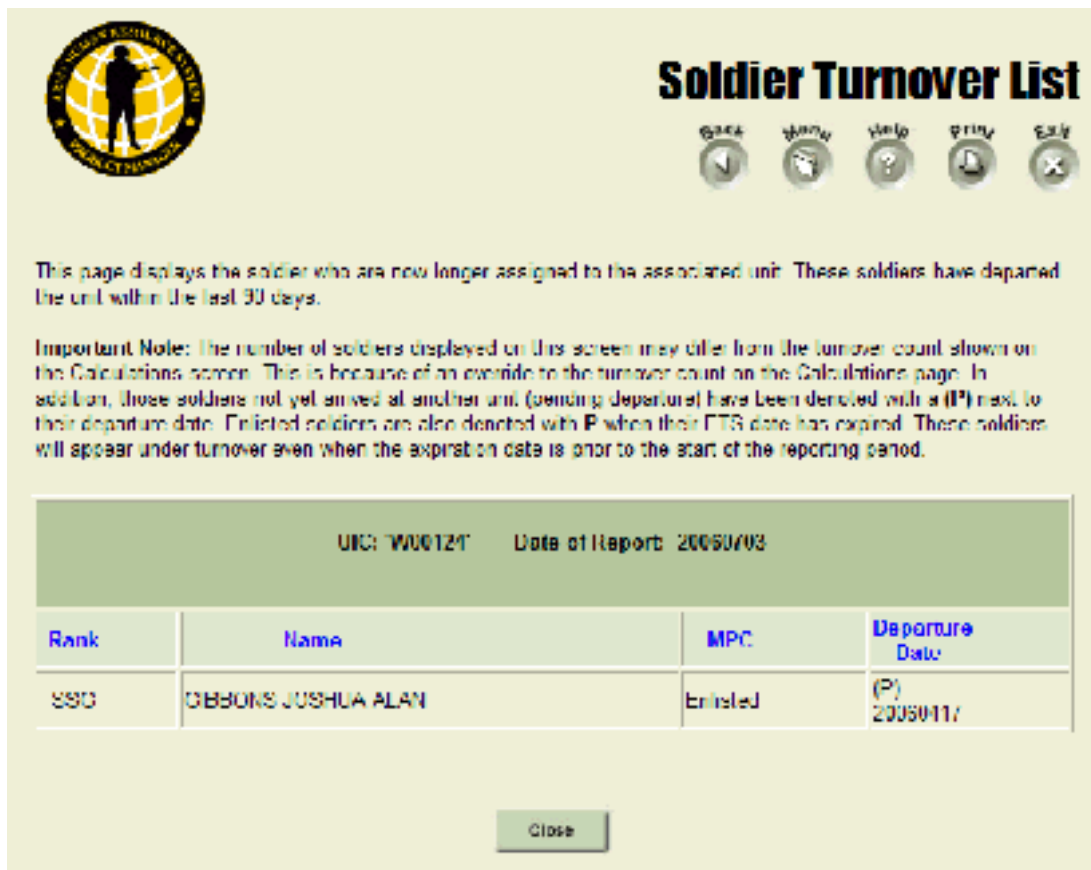 Soldier Turnover List
Back Menu Help Print Exit
This page displays the soldier who are now longer assigned to the associated unit. These soldiers have departed
the unit within the last 90 days.
Important Note: The number of soldiers displayed on this screen may differ from the turnover count shown on
the Calculations screen. This is because of an override to the turnover count on the Calculations page. In
addition, those soldiers not yet arrived at another unit (pending departure) have been denoted with a (P) next to
their departure date. Enlisted soldiers are also denoted with P when their ETS date has expired. These soldiers
will appear under turnover even when the expiration date is prior to the start of the reporting period.
UIC: 'W00124' Date of Report: 20060703
Rank Name MPC Departure
Date
SSG GIBBONS JOSHUA ALAN Enlisted (P)
20060417
Close